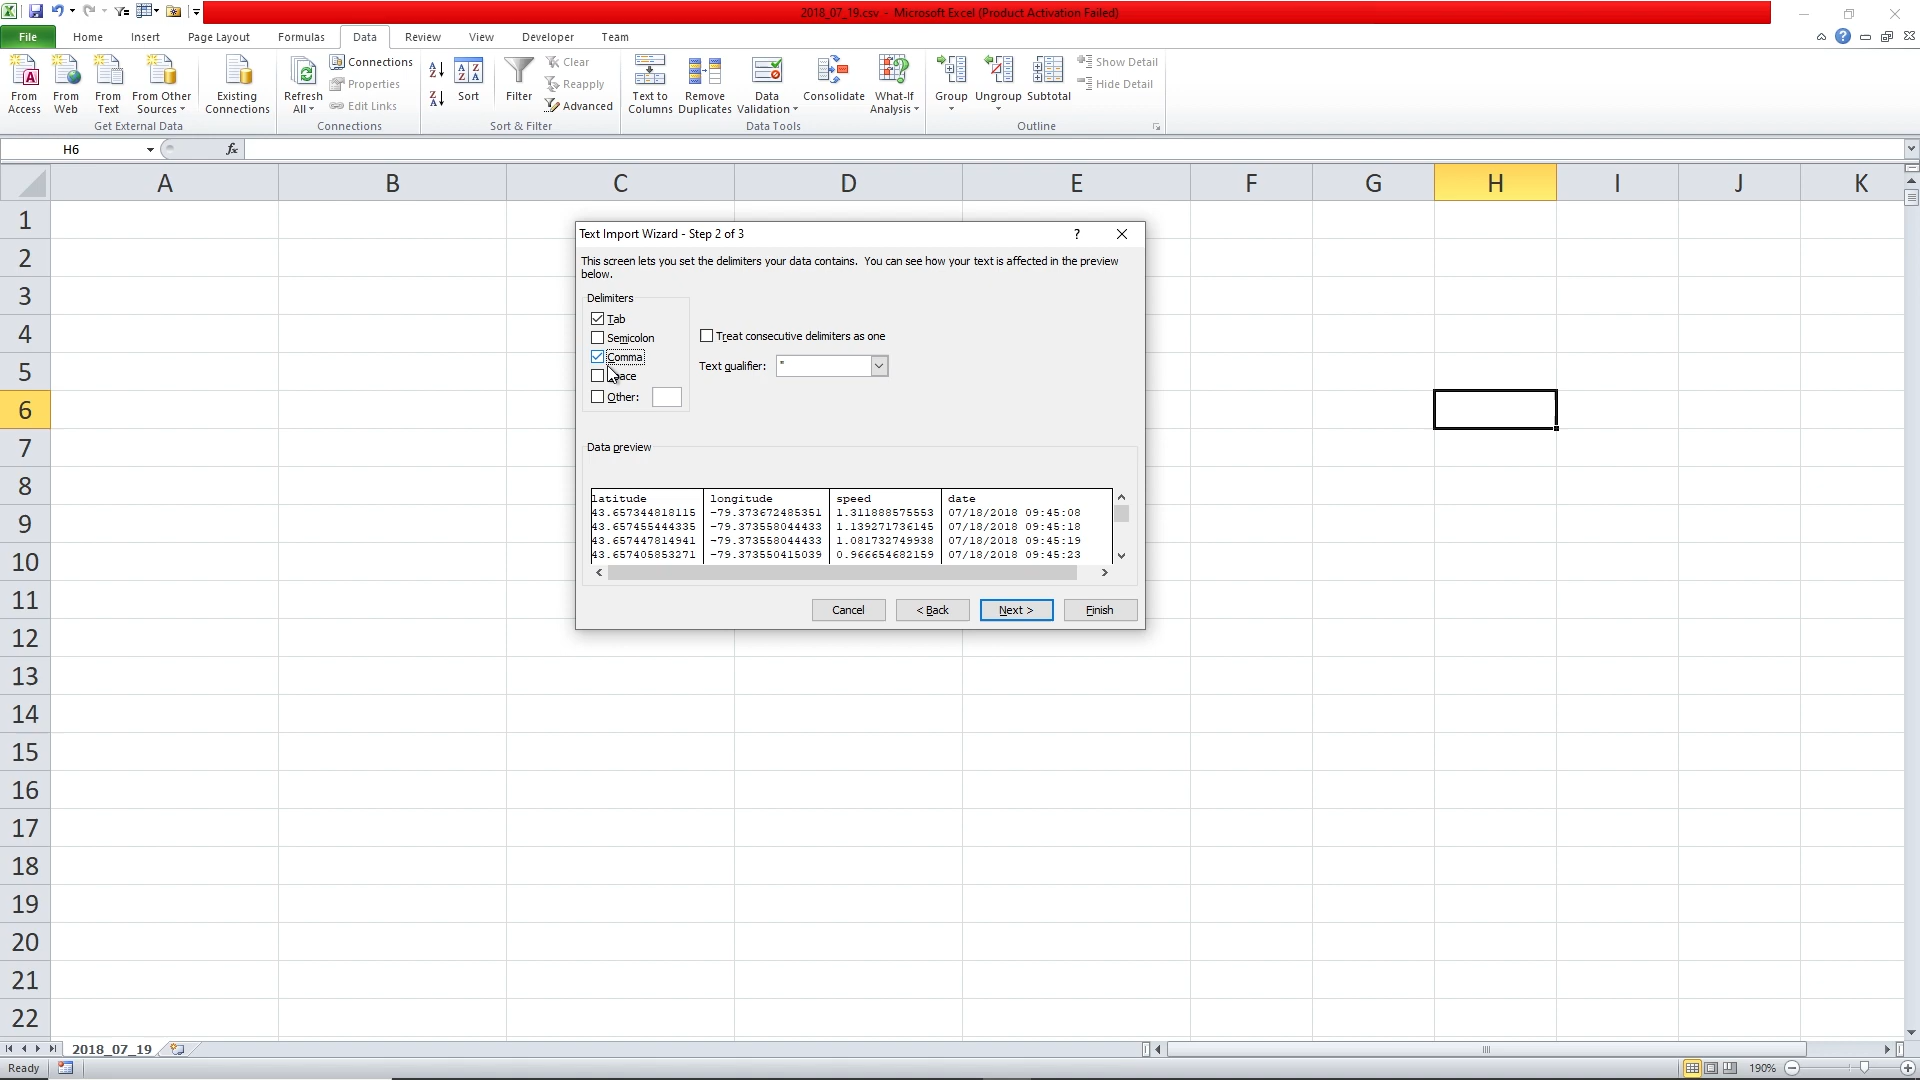 2018_07_19.csv - Microsoft Excel (Product Activation Failed)
File Home Insert Page Layout Formulas Data Review View Developer Team
From Access
From Web
From Text
From Other Sources
Existing Connections
Get External Data
Refresh All
Connections
Properties
Edit Links
Connections
Sort
Filter
Clear
Reapply
Advanced
Sort & Filter
Text to Columns
Remove Duplicates
Data Validation
Consolidate
What-If Analysis
Data Tools
Group
Ungroup
Subtotal
Show Detail
Hide Detail
Outline
H6
fx
A B C D E F G H I J K
1
2
3
4
5
6
7
8
9
10
11
12
13
14
15
16
17
18
19
20
21
22
Text Import Wizard - Step 2 of 3
This screen lets you set the delimiters your data contains. You can see how your text is affected in the preview
below.
Delimiters
Tab
Semicolon
Comma
Other:
Treat consecutive delimiters as one
Text qualifier: "
Data preview
latitude longitude speed date
43.657344818115 -79.373672485351 1.311888575553 07/18/2018 09:45:08
43.657455444335 -79.373558044433 1.139271736145 07/18/2018 09:45:18
43.657447814941 -79.373558044433 1.081732749938 07/18/2018 09:45:19
43.657405853271 -79.373550415039 0.966654682159 07/18/2018 09:45:23
Cancel < Back Next > Finish
2018_07_19
Ready
190%